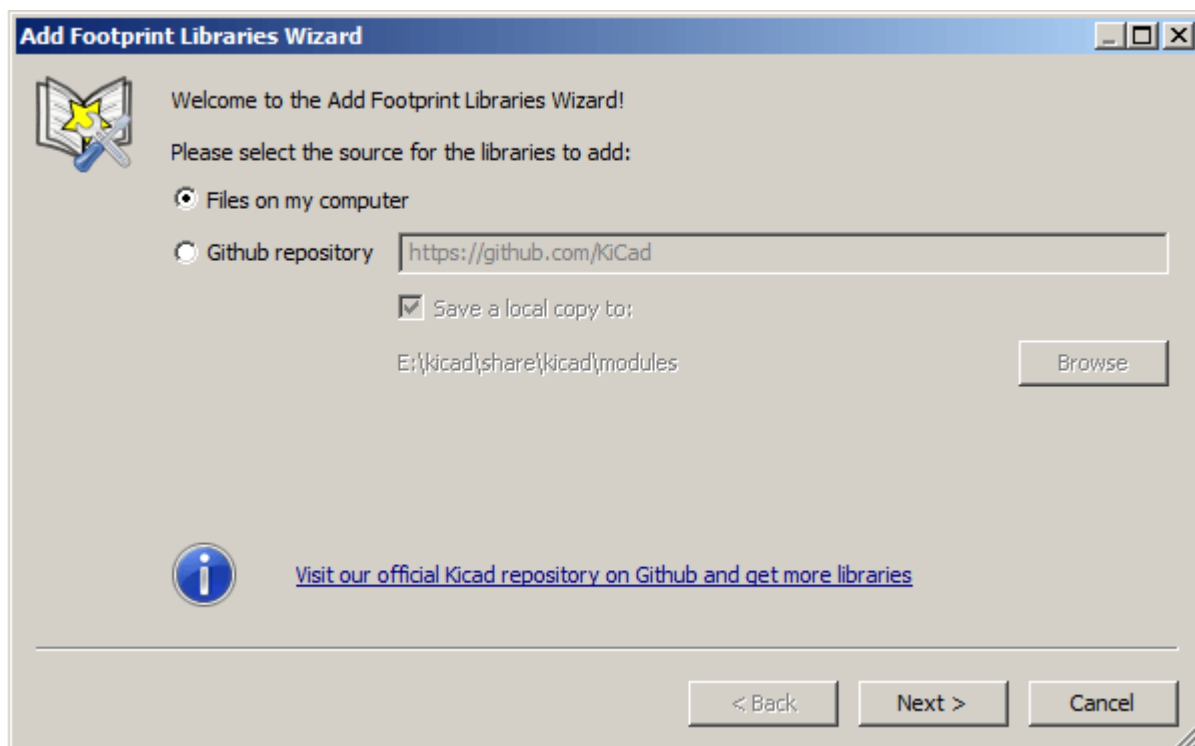 Add Footprint Libraries Wizard
Welcome to the Add Footprint Libraries Wizard!
Please select the source for the libraries to add:
Files on my computer
Github repository https://github.com/KiCad
Save a local copy to:
E:\kicad\share\kicad\modules Browse
Visit our official Kicad repository on Github and get more libraries
< Back Next > Cancel